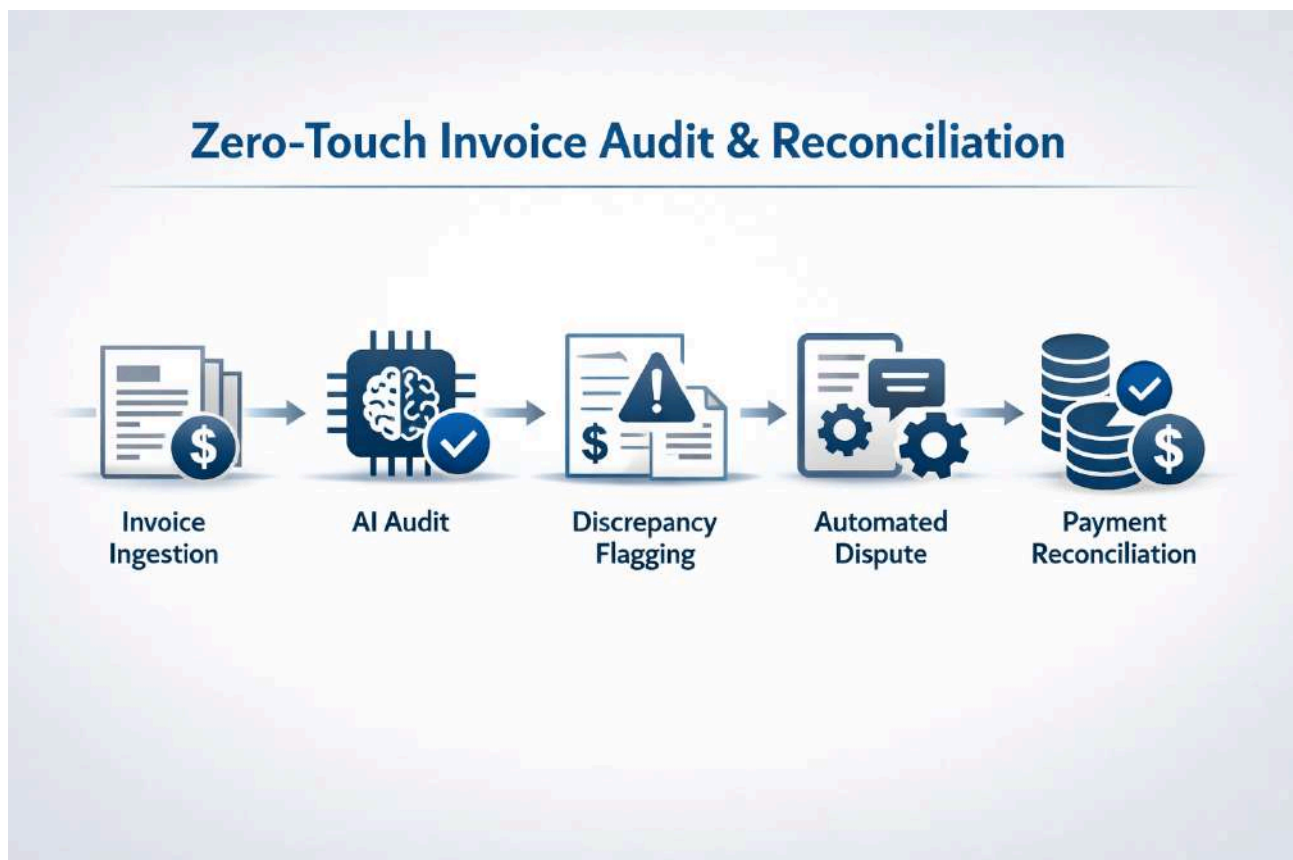 Zero-Touch Invoice Audit & Reconciliation
$
$
$
Invoice
Ingestion
AI Audit
Discrepancy
Flagging
Automated
Dispute
Payment
Reconciliation